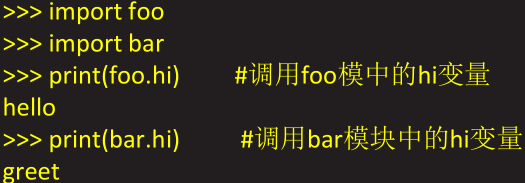 >>> import foo
>>> import bar
>>> print(foo.hi) #调用foo模中的hi变量
hello
>>> print(bar.hi) #调用bar模块中的hi变量
greet